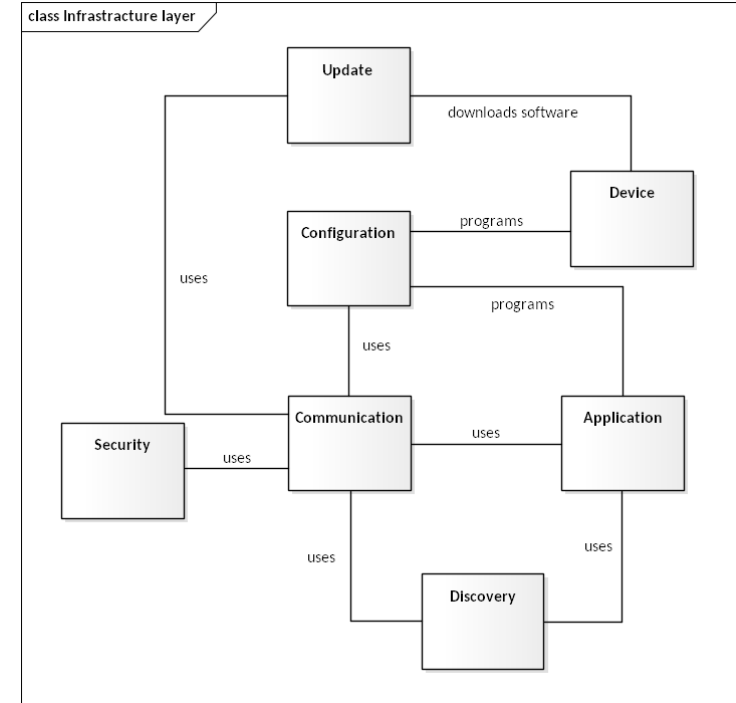 class Infrastracture layer
Update
downloads software
Device
Configuration
programs
uses
programs
uses
Communication
Application
uses
Security
uses
uses
uses
Discovery